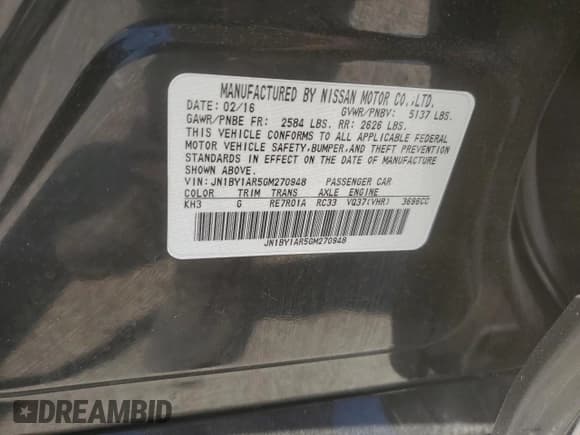 MANUFACTURED BY NISSAN MOTOR CO.,LTD.
DATE: 02/16 GVWR/PNBV: 5137 LBS.
GAWR/PNBE FR: 2584 LBS. RR: 2626 LBS.
THIS VEHICLE CONFORMS TO ALL APPLICABLE FEDERAL
MOTOR VEHICLE SAFETY,BUMPER,AND THEFT PREVENTION
STANDARDS IN EFFECT ON THE DATE OF MANUFACTURE
SHOWN ABOVE.
VIN: JN1BY1AR5GM270948 PASSENGER CAR
COLOR TRIM TRANS AXLE ENGINE
KH3 G RE7R01A RC33 VQ37(VHR) 3696CC
JN1BY1AR5GM270948
DREAMBID